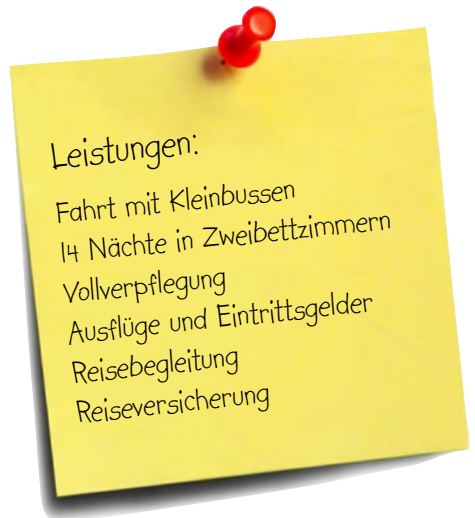 Leistungen:
Fahrt mit Kleinbussen
14 Nächte in Zweibettzimmern
Vollverpflegung
Ausflüge und Eintrittsgelder
Reisebegleitung
Reiseversicherung